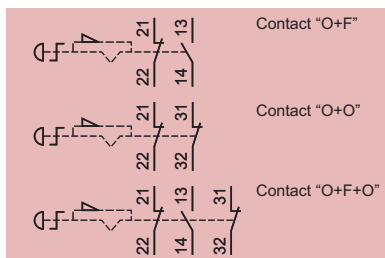 21 13 Contact “O+F”
22 14
21 31 Contact “O+O”
22 32
21 13 31 Contact “O+F+O”
22 14 32